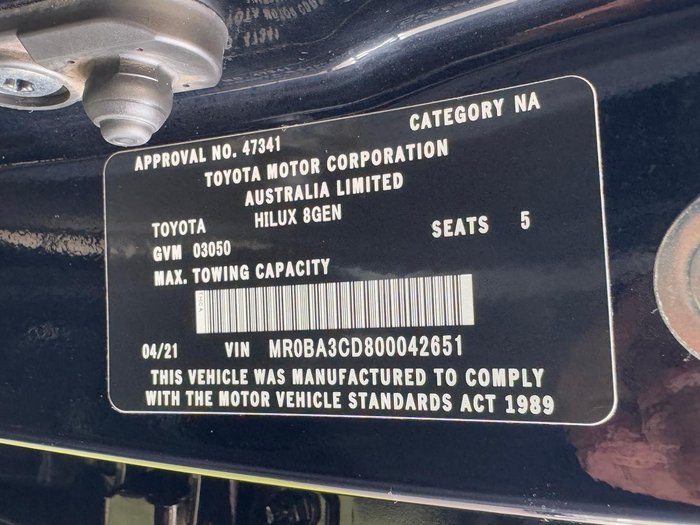 APPROVAL NO. 47341
CATEGORY NA
TOYOTA MOTOR CORPORATION
AUSTRALIA LIMITED
TOYOTA
HILUX 8GEN
SEATS 5
GVM 03050
MAX. TOWING CAPACITY
TMCA
04/21 VIN MR0BA3CD800042651
THIS VEHICLE WAS MANUFACTURED TO COMPLY
WITH THE MOTOR VEHICLE STANDARDS ACT 1989